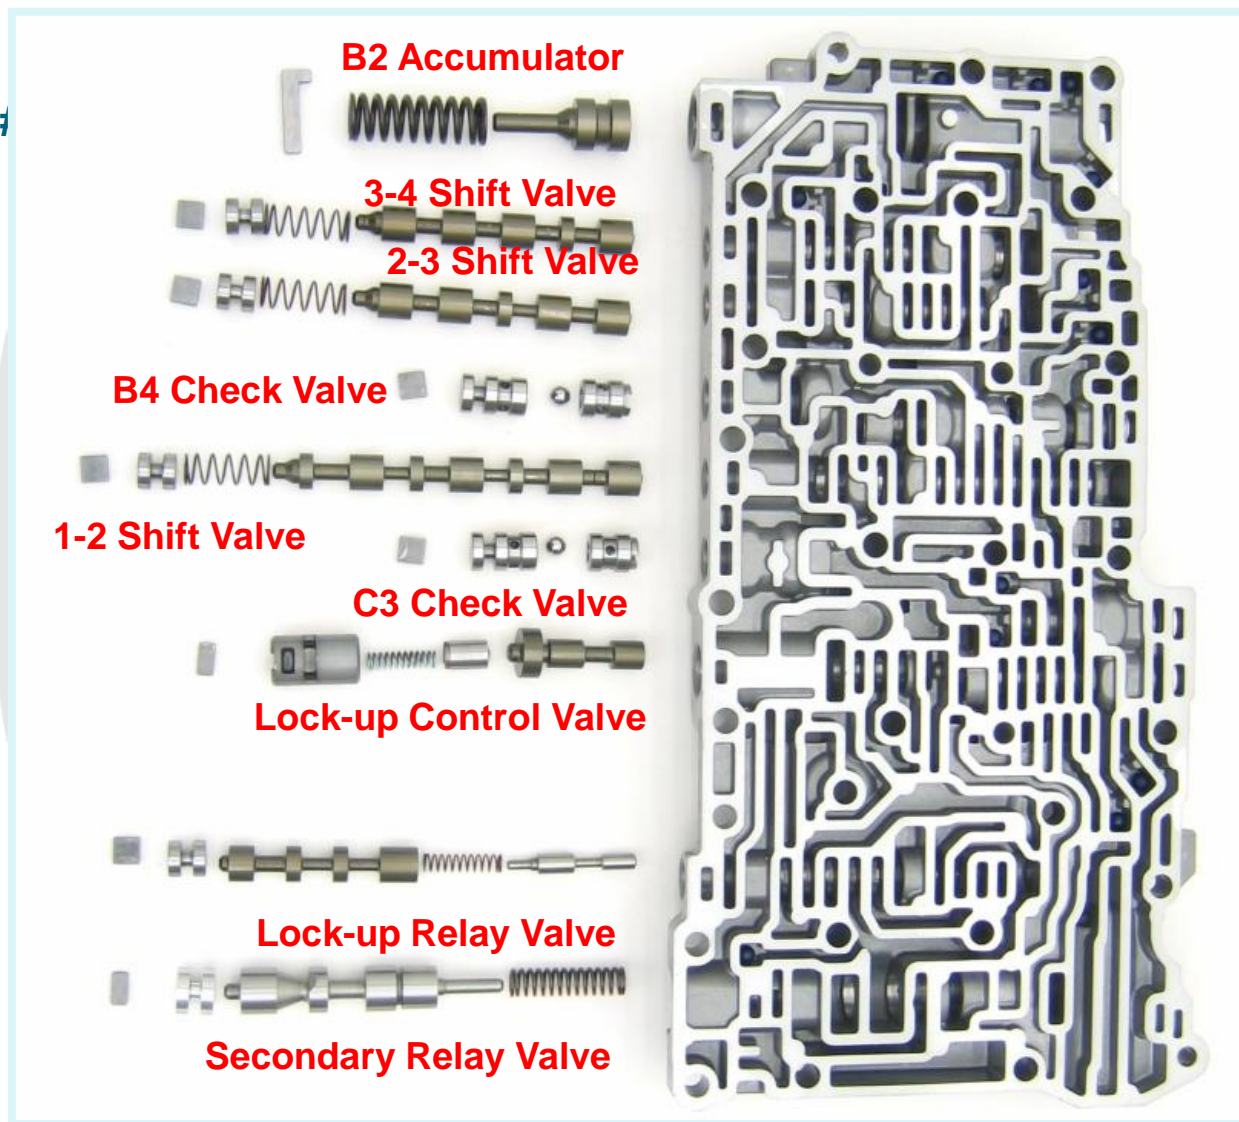 B2 Accumulator
#
3-4 Shift Valve
2-3 Shift Valve
B4 Check Valve
1-2 Shift Valve
C3 Check Valve
Lock-up Control Valve
Lock-up Relay Valve
Secondary Relay Valve